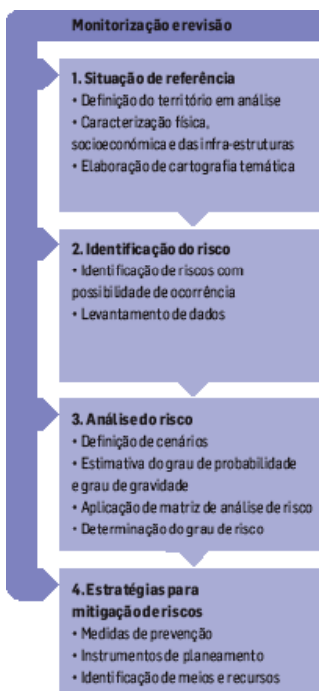 Monitorização e revisão
1. Situação de referência
• Definição do território em análise
• Caracterização física,
socioeconómica e das infra-estruturas
• Elaboração de cartografia temática
2. Identificação do risco
• Identificação de riscos com
possibilidade de ocorrência
• Levantamento de dados
3. Análise do risco
• Definição de cenários
• Estimativa do grau de probabilidade
e grau de gravidade
• Aplicação de matriz de análise de risco
• Determinação do grau de risco
4. Estratégias para
mitigação de riscos
• Medidas de prevenção
• Instrumentos de planeamento
• Identificação de meios e recursos